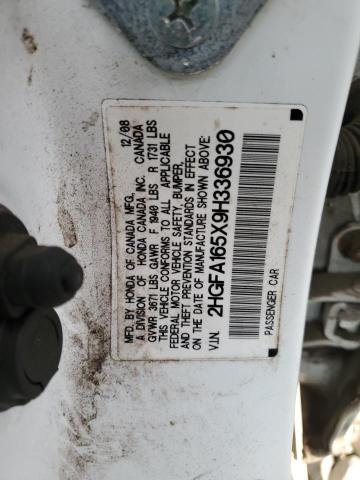 MFD. BY HONDA OF CANADA MFG. 12/08
A DIVISION OF HONDA CANADA INC. CANADA
GVWR 3671 LBS GAWR F 1940 LBS R 1731 LBS
THIS VEHICLE CONFORMS TO ALL APPLICABLE
FEDERAL MOTOR VEHICLE SAFETY, BUMPER,
AND THEFT PREVENTION STANDARDS IN EFFECT
ON THE DATE OF MANUFACTURE SHOWN ABOVE.
V.I.N. 2HGFA165X9H336930
PASSENGER CAR